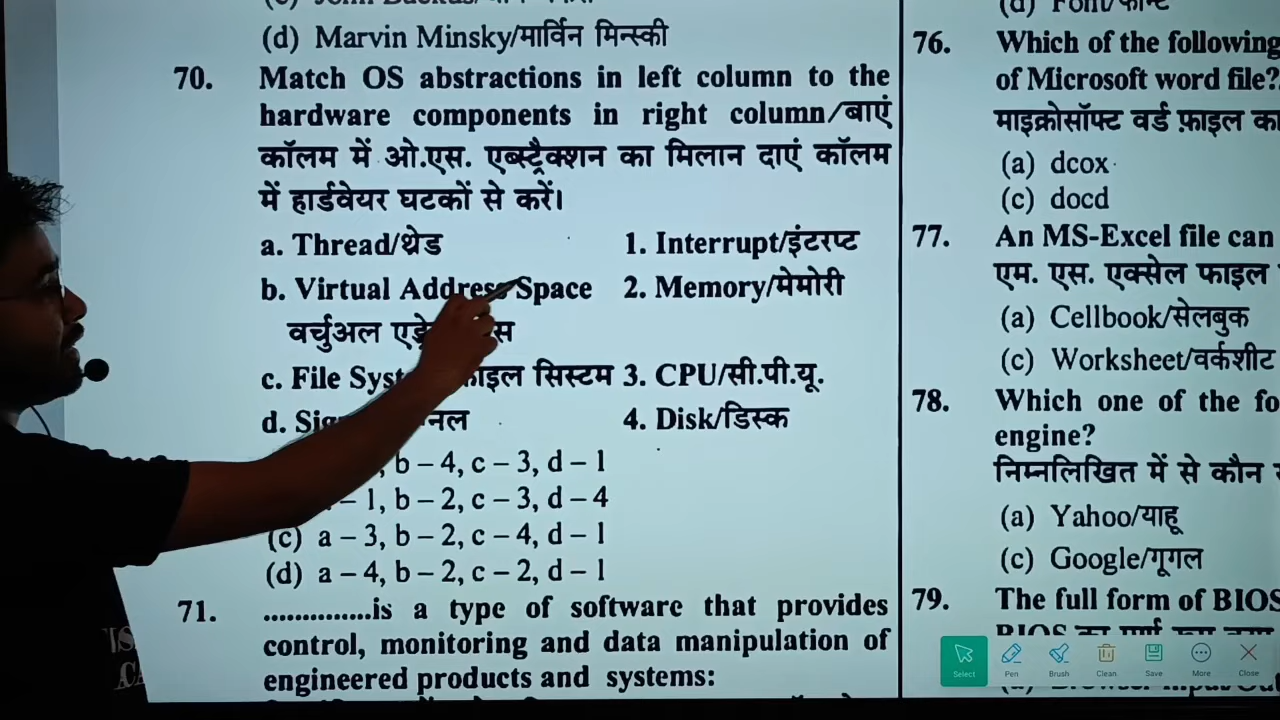 (d) Marvin Minsky/मार्विन मिन्स्की
70. Match OS abstractions in left column to the
hardware components in right column/बाएं
कॉलम में ओ.एस. एब्स्ट्रैक्शन का मिलान दाएं कॉलम
में हार्डवेयर घटकों से करें।
a. Thread/थ्रेड 1. Interrupt/इंटरप्ट
b. Virtual Address Space 2. Memory/मेमोरी
वर्चुअल
c. File 3. CPU/सी.पी.यू.
सिस्टम
d. 4. Disk/डिस्क
b – 4, c – 3, d – 1
– 1, b – 2, c – 3, d – 4
(c) a – 3, b – 2, c – 4, d – 1
(d) a – 4, b – 2, c – 2, d – 1
71. ..............is a type of software that provides
control, monitoring and data manipulation of
engineered products and systems:
(d) Font/फॉन्ट
76. Which of the following
of Microsoft word file?
माइक्रोसॉफ्ट वर्ड फ़ाइल
(a) dcox
(c) docd
77. An MS-Excel file can
एम. एस. एक्सेल फाइल
(a) Cellbook/सेलबुक
(c) Worksheet/वर्कशीट
78. Which one of the fo
engine?
निम्नलिखित में से कौन
(a) Yahoo/याहू
(c) Google/गूगल
79. The full form of BIOS
Select Pen Brush Clean Save More Close